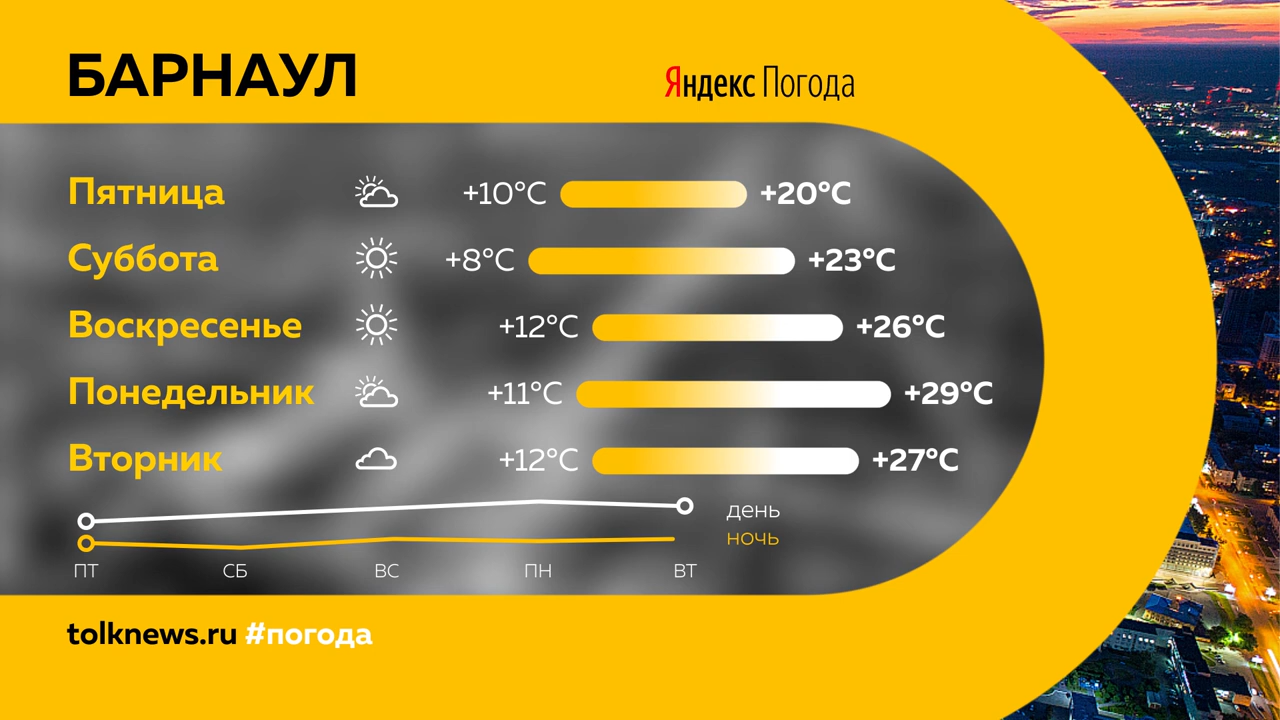 БАРНАУЛ
Яндекс Погода
Пятница +10°C +20°C
Суббота +8°C +23°C
Воскресенье +12°C +26°C
Понедельник +11°C +29°C
Вторник +12°C +27°C
день
ночь
ПТ СБ ВС ПН ВТ
tolknews.ru #погода